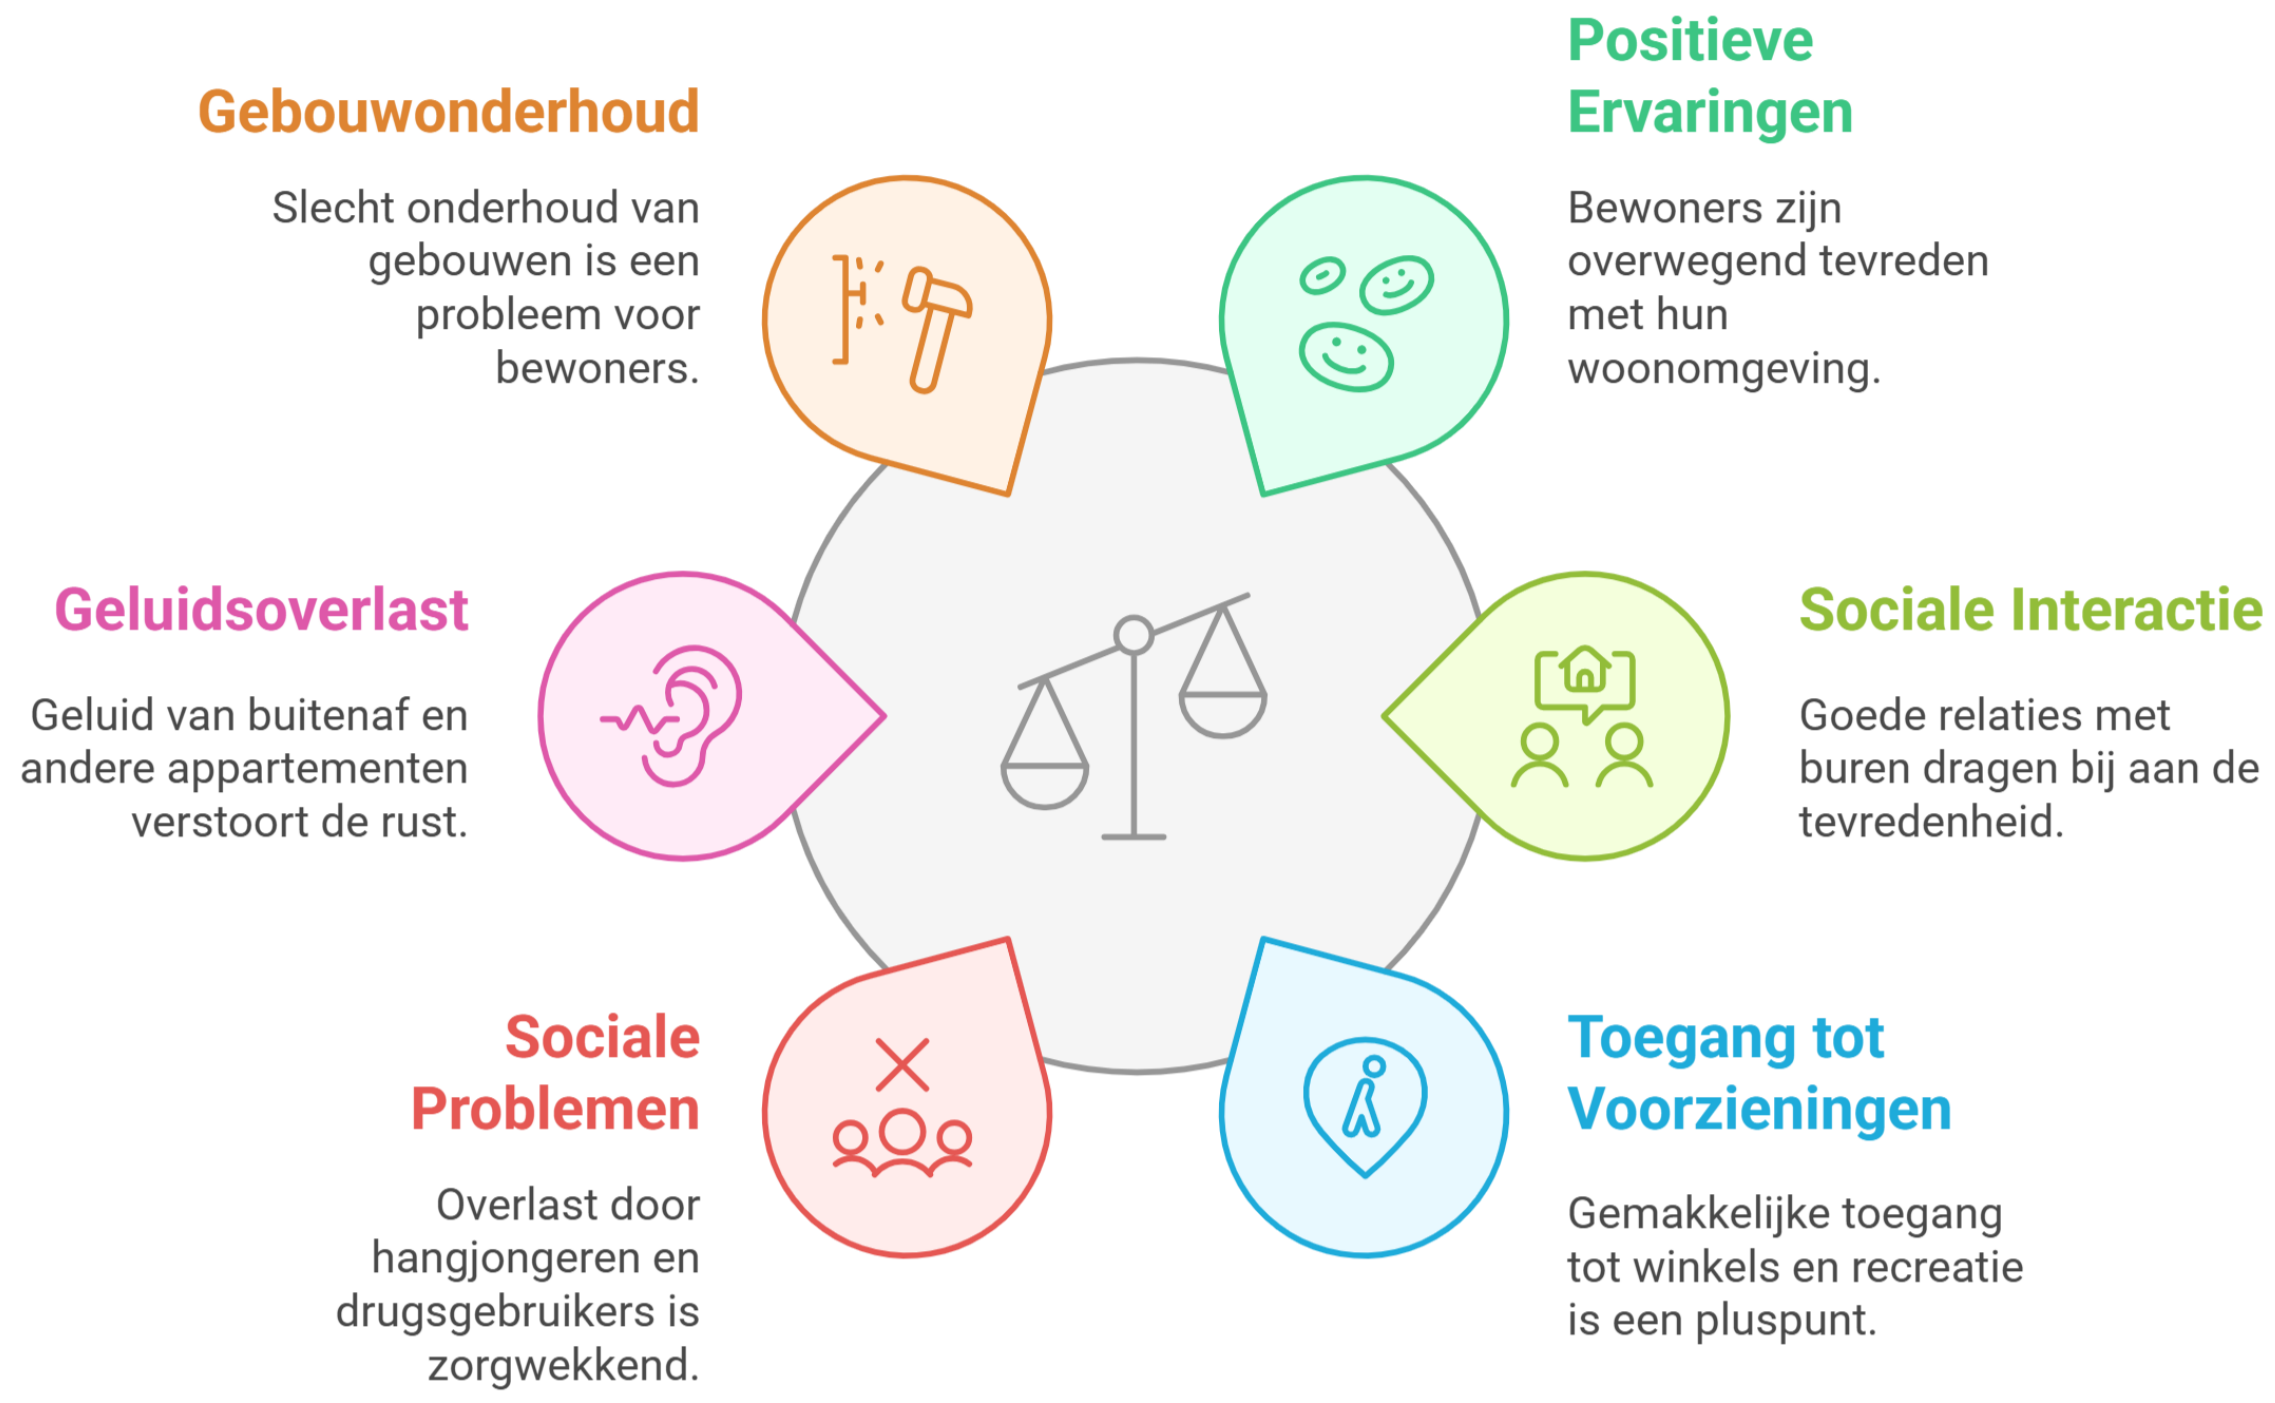 Gebouwonderhoud
Slecht onderhoud van
gebouwen is een
probleem voor
bewoners.
Positieve
Ervaringen
Bewoners zijn
overwegend tevreden
met hun
woonomgeving.
Geluidsoverlast
Geluid van buitenaf en
andere appartementen
verstoort de rust.
Sociale Interactie
Goede relaties met
buren dragen bij aan de
tevredenheid.
Sociale
Problemen
Overlast door
hangjongeren en
drugsgebruikers is
zorgwekkend.
Toegang tot
Voorzieningen
Gemakkelijke toegang
tot winkels en recreatie
is een pluspunt.